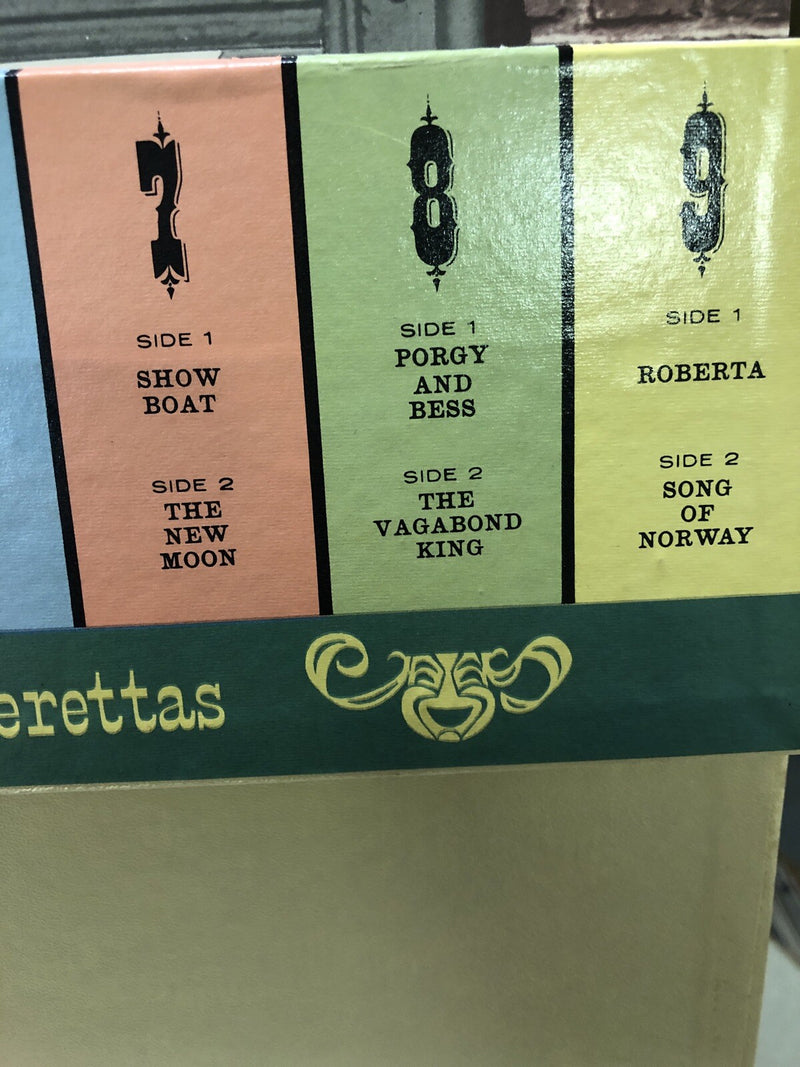 7
SIDE 1
SHOW
BOAT
SIDE 2
THE
NEW
MOON
8
SIDE 1
PORGY
AND
BESS
SIDE 2
THE
VAGABOND
KING
9
SIDE 1
ROBERTA
SIDE 2
SONG
OF
NORWAY
erettas